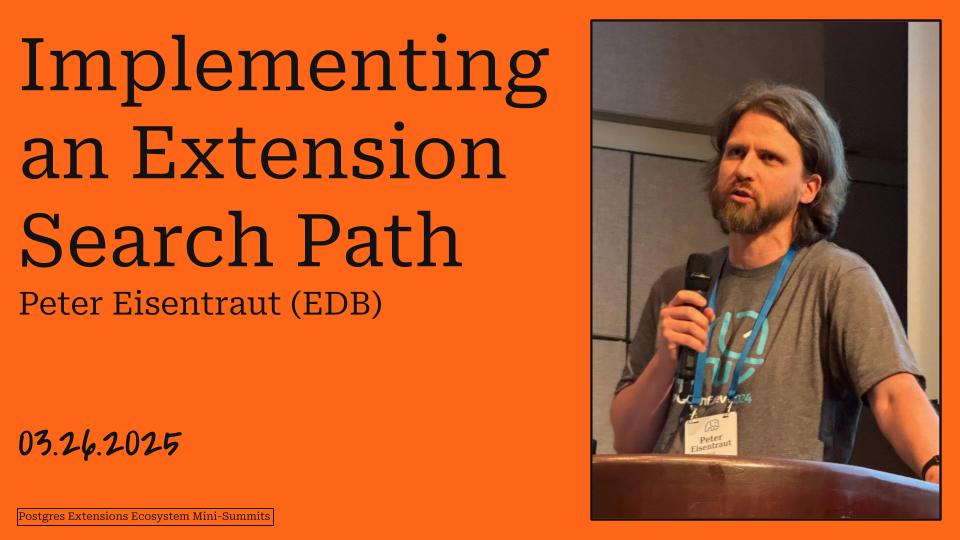 Implementing
an Extension
Search Path
Peter Eisentraut (EDB)
03.26.2025
Postgres Extensions Ecosystem Mini-Summits
Peter
Eisentraut